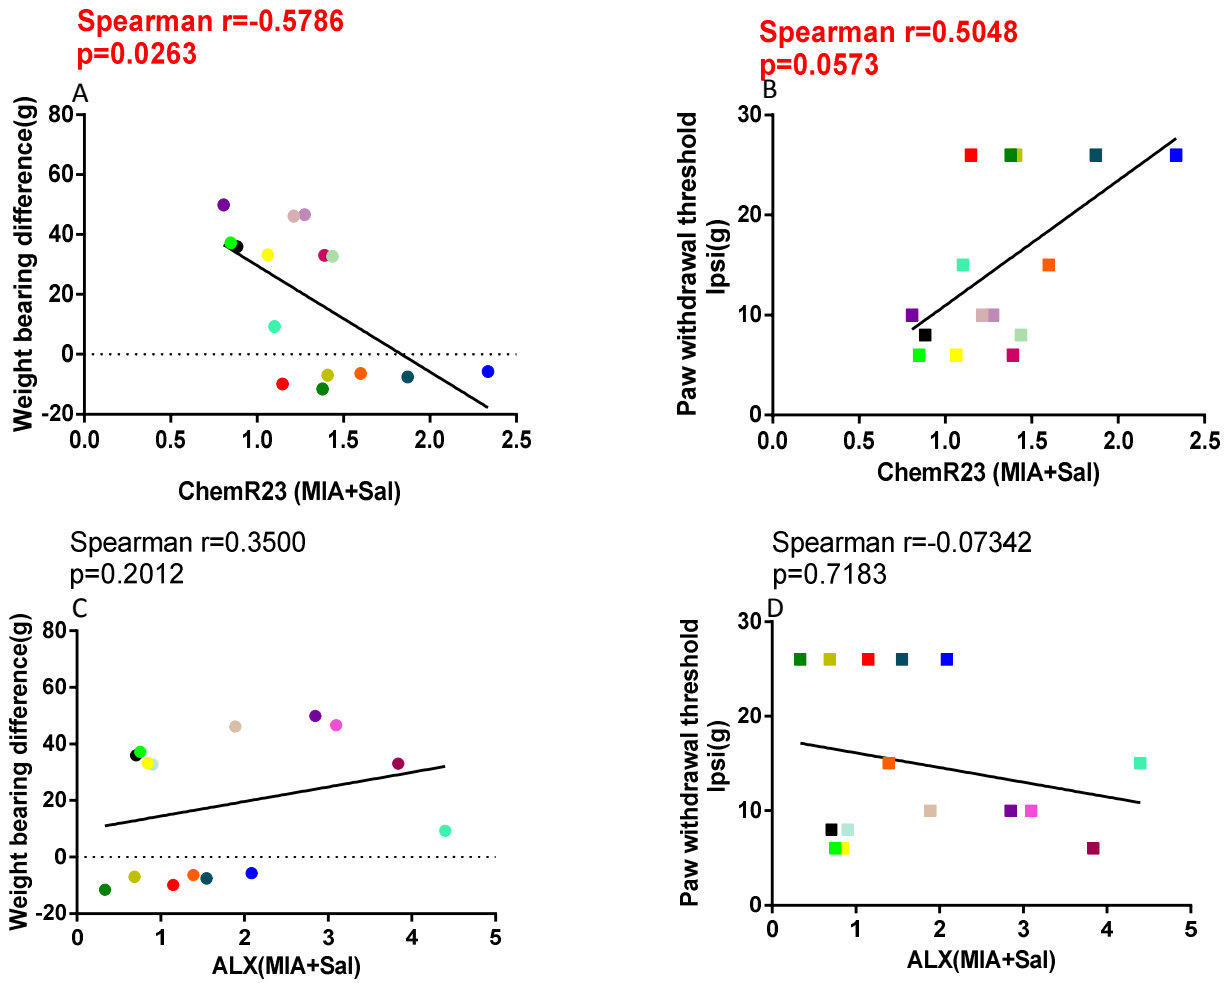 Spearman r=-0.5786
p=0.0263
A
Weight bearing difference(g)
80
60
40
20
0
-20
0.0 0.5 1.0 1.5 2.0 2.5
ChemR23 (MIA+Sal)
Spearman r=0.5048
p=0.0573
B
Paw withdrawal threshold
Ipsi(g)
30
20
10
0
0.0 0.5 1.0 1.5 2.0 2.5
ChemR23 (MIA+Sal)
Spearman r=0.3500
p=0.2012
C
Weight bearing difference(g)
80
60
40
20
0
-20
0 1 2 3 4 5
ALX(MIA+Sal)
Spearman r=-0.07342
p=0.7183
D
Paw withdrawal threshold
Ipsi(g)
30
20
10
0
0 1 2 3 4 5
ALX(MIA+Sal)